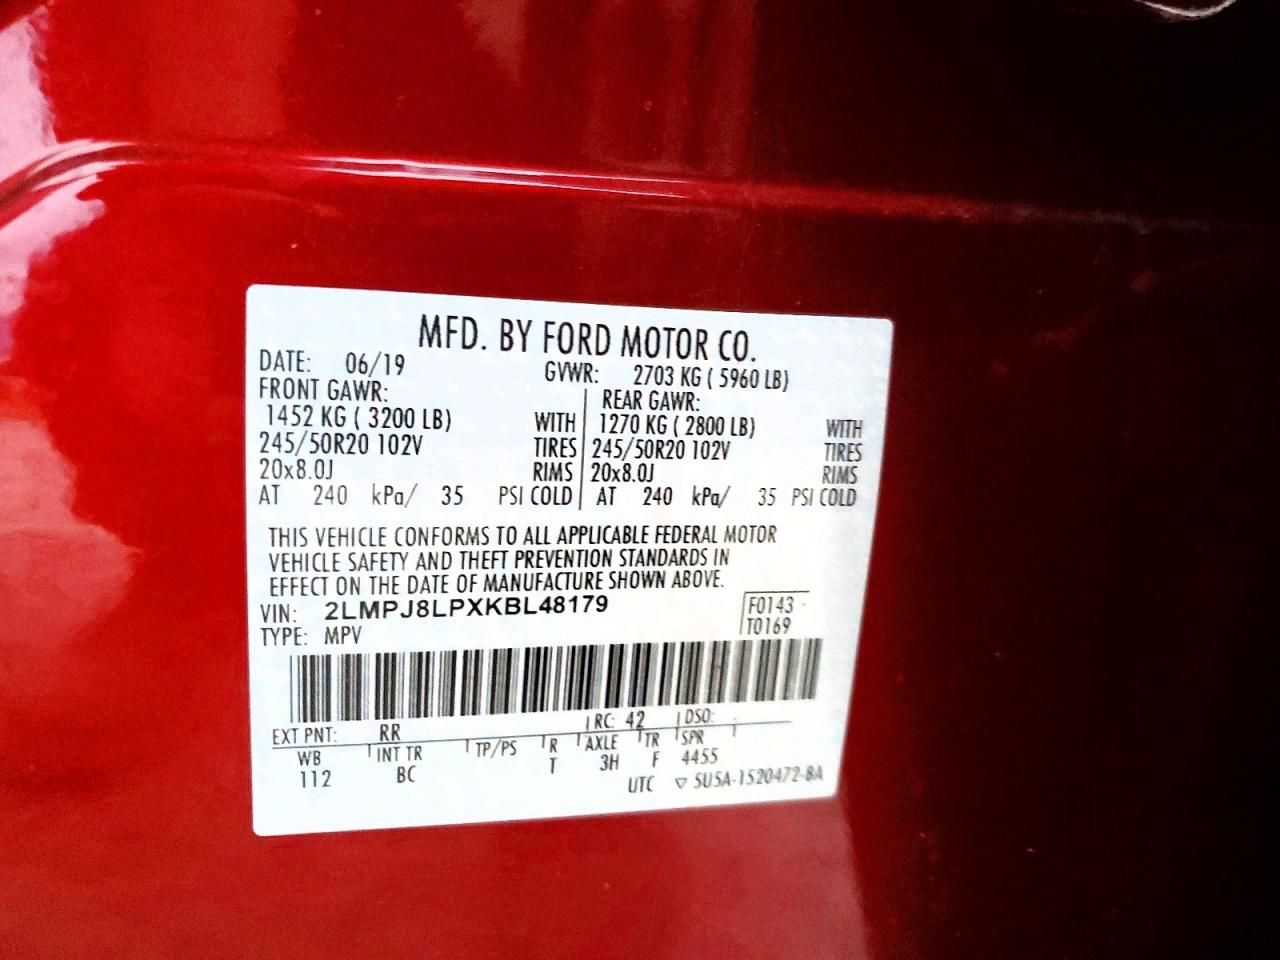 MFD. BY FORD MOTOR CO.
DATE: 06/19 GVWR: 2703 KG ( 5960 LB)
FRONT GAWR: REAR GAWR:
1452 KG ( 3200 LB) WITH 1270 KG ( 2800 LB) WITH
245/50R20 102V TIRES 245/50R20 102V TIRES
20x8.0J RIMS 20x8.0J RIMS
AT 240 kPa/ 35 PSI COLD AT 240 kPa/ 35 PSI COLD
THIS VEHICLE CONFORMS TO ALL APPLICABLE FEDERAL MOTOR
VEHICLE SAFETY AND THEFT PREVENTION STANDARDS IN
EFFECT ON THE DATE OF MANUFACTURE SHOWN ABOVE.
VIN: 2LMPJ8LPXKBL48179 F0143
TYPE: MPV T0169
EXT PNT: RR RC: 42 DSO:
WB INT TR TP/PS R AXLE TR SPR
112 BC T 3H F 4455
UTC ▽ 5U5A-1520472-BA